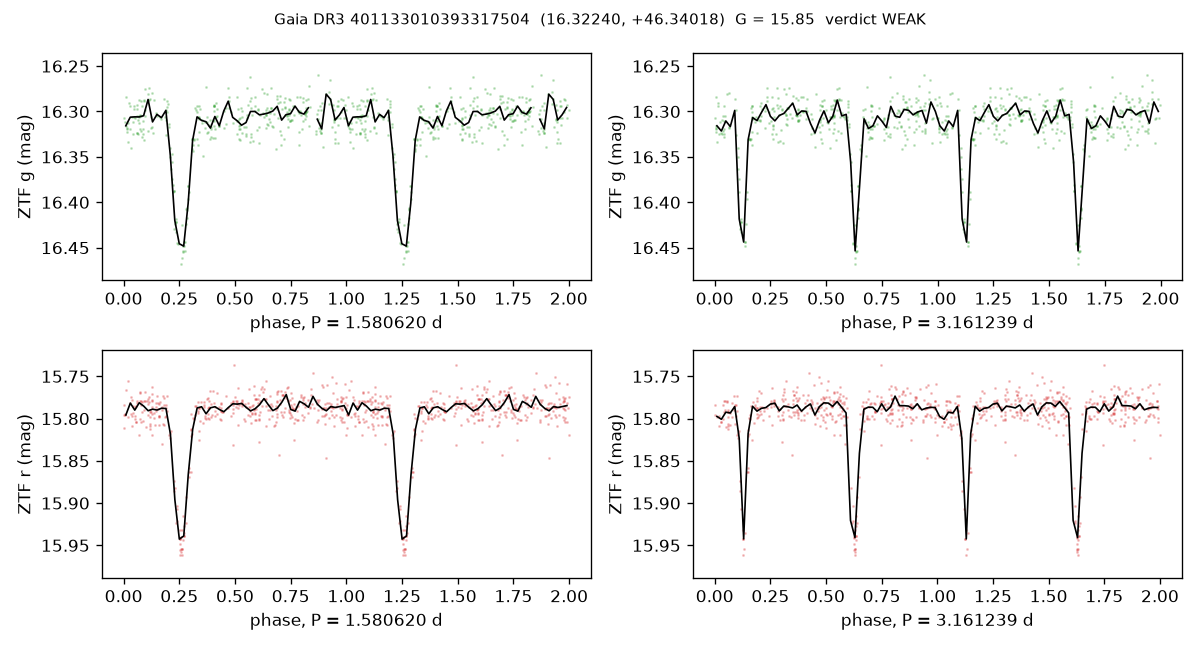 Gaia DR3 401133010393317504  (16.32240, +46.34018)  G = 15.85  verdict WEAK
ZTF g (mag)
16.25
16.30
16.35
16.40
16.45
0.00 0.25 0.50 0.75 1.00 1.25 1.50 1.75 2.00
phase, P = 1.580620 d
ZTF g (mag)
16.25
16.30
16.35
16.40
16.45
0.00 0.25 0.50 0.75 1.00 1.25 1.50 1.75 2.00
phase, P = 3.161239 d
ZTF r (mag)
15.75
15.80
15.85
15.90
15.95
0.00 0.25 0.50 0.75 1.00 1.25 1.50 1.75 2.00
phase, P = 1.580620 d
ZTF r (mag)
15.75
15.80
15.85
15.90
15.95
0.00 0.25 0.50 0.75 1.00 1.25 1.50 1.75 2.00
phase, P = 3.161239 d